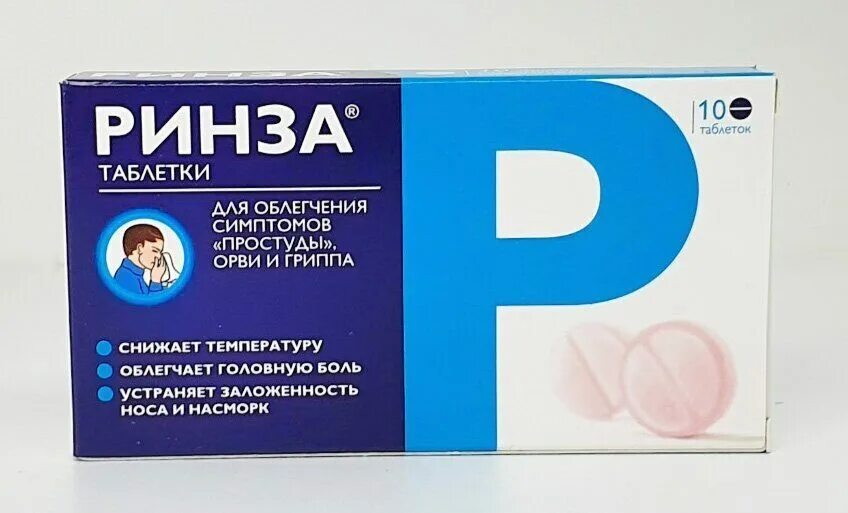 РИНЗА
РИНЗА®
ТАБЛЕТКИ
ДЛЯ ОБЛЕГЧЕНИЯ
СИМПТОМОВ
«ПРОСТУДЫ»,
ОРВИ И ГРИППА
СНИЖАЕТ ТЕМПЕРАТУРУ
ОБЛЕГЧАЕТ ГОЛОВНУЮ БОЛЬ
УСТРАНЯЕТ ЗАЛОЖЕННОСТЬ
НОСА И НАСМОРК
Р
10
таблеток